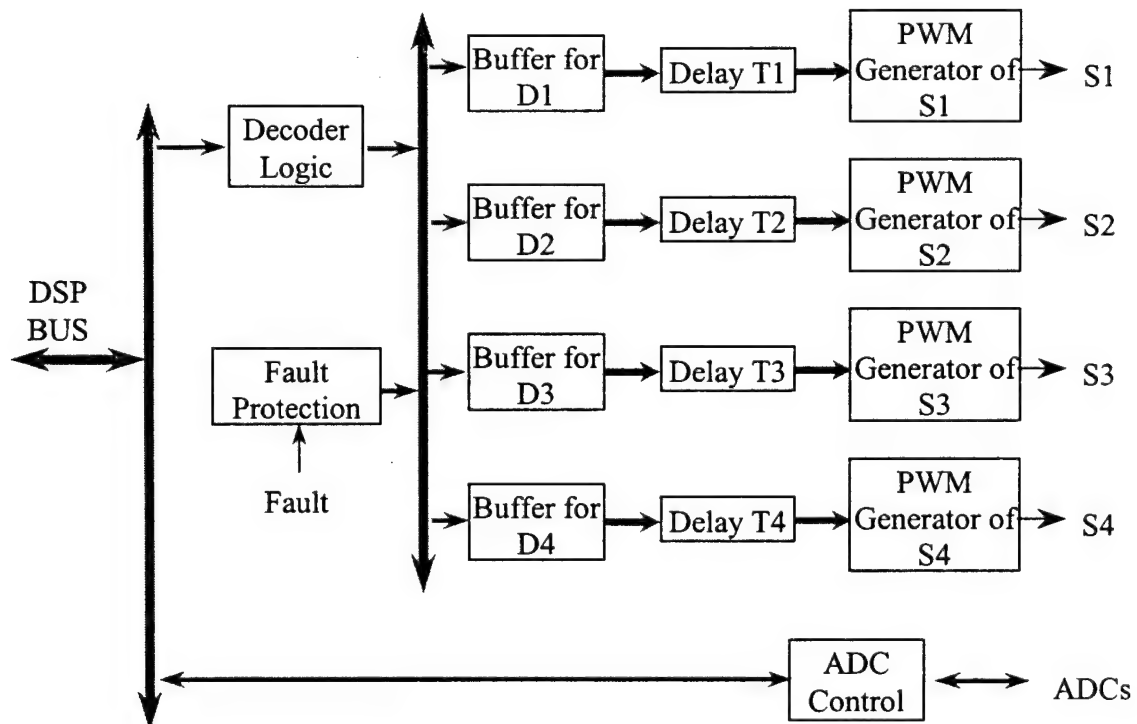 PWM
Generator of
S1
Buffer for
D1
Delay T1
S1
Decoder
Logic
PWM
Generator of
S2
Buffer for
D2
Delay T2
S2
DSP
BUS
Fault
Protection
Fault
PWM
Generator of
S3
Buffer for
D3
Delay T3
S3
PWM
Generator of
S4
Buffer for
D4
Delay T4
S4
ADC
Control
ADCs